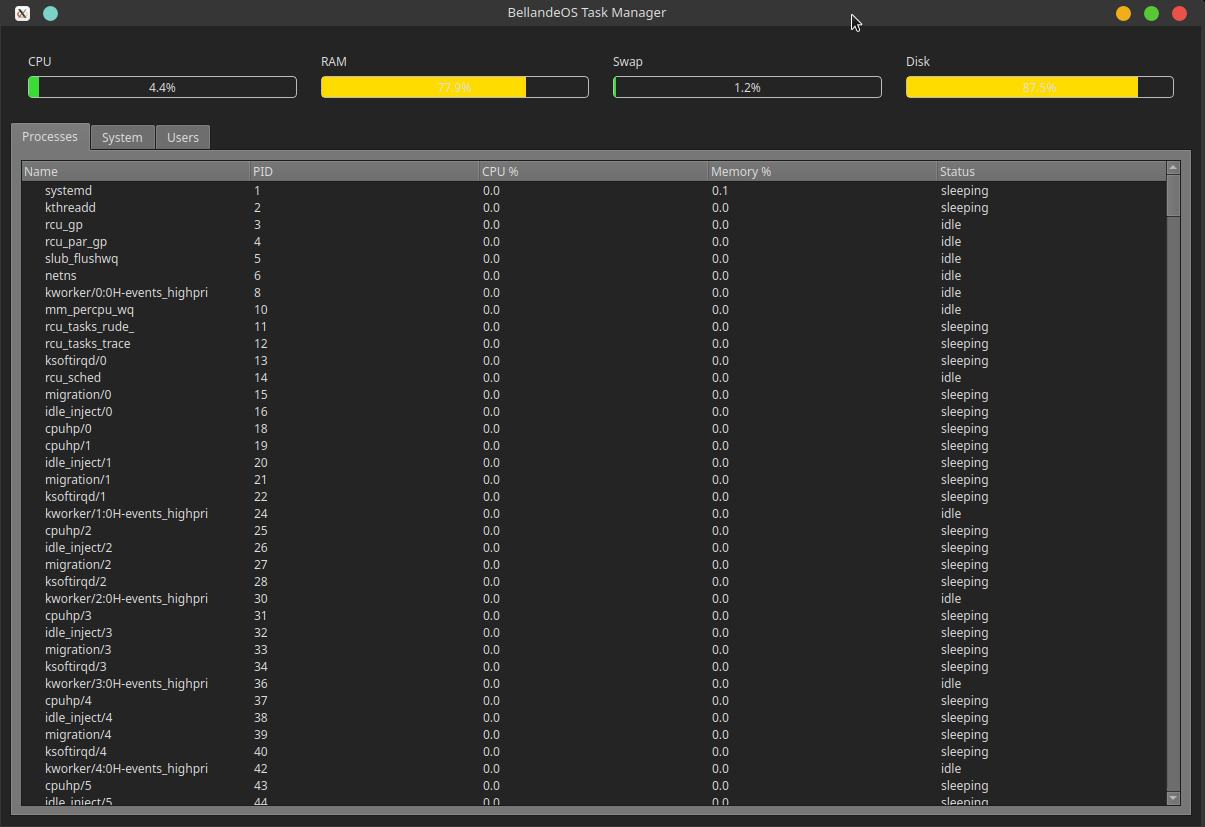 BellandeOS Task Manager
CPU RAM Swap Disk
4.4% 77.9% 1.2% 87.5%
Processes System Users
Name PID CPU % Memory % Status
systemd 1 0.0 0.1 sleeping
kthreadd 2 0.0 0.0 sleeping
rcu_gp 3 0.0 0.0 idle
rcu_par_gp 4 0.0 0.0 idle
slub_flushwq 5 0.0 0.0 idle
netns 6 0.0 0.0 idle
kworker/0:0H-events_highpri 8 0.0 0.0 idle
mm_percpu_wq 10 0.0 0.0 idle
rcu_tasks_rude_ 11 0.0 0.0 sleeping
rcu_tasks_trace 12 0.0 0.0 sleeping
ksoftirqd/0 13 0.0 0.0 sleeping
rcu_sched 14 0.0 0.0 idle
migration/0 15 0.0 0.0 sleeping
idle_inject/0 16 0.0 0.0 sleeping
cpuhp/0 18 0.0 0.0 sleeping
cpuhp/1 19 0.0 0.0 sleeping
idle_inject/1 20 0.0 0.0 sleeping
migration/1 21 0.0 0.0 sleeping
ksoftirqd/1 22 0.0 0.0 sleeping
kworker/1:0H-events_highpri 24 0.0 0.0 idle
cpuhp/2 25 0.0 0.0 sleeping
idle_inject/2 26 0.0 0.0 sleeping
migration/2 27 0.0 0.0 sleeping
ksoftirqd/2 28 0.0 0.0 sleeping
kworker/2:0H-events_highpri 30 0.0 0.0 idle
cpuhp/3 31 0.0 0.0 sleeping
idle_inject/3 32 0.0 0.0 sleeping
migration/3 33 0.0 0.0 sleeping
ksoftirqd/3 34 0.0 0.0 sleeping
kworker/3:0H-events_highpri 36 0.0 0.0 idle
cpuhp/4 37 0.0 0.0 sleeping
idle_inject/4 38 0.0 0.0 sleeping
migration/4 39 0.0 0.0 sleeping
ksoftirqd/4 40 0.0 0.0 sleeping
kworker/4:0H-events_highpri 42 0.0 0.0 idle
cpuhp/5 43 0.0 0.0 sleeping
idle_inject/5 44 0.0 0.0 sleeping